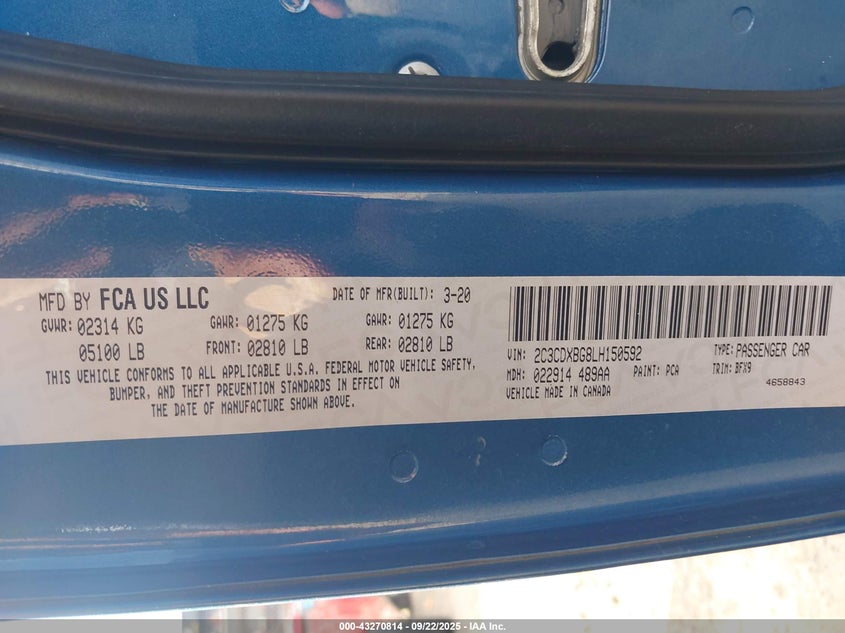 MFD BY FCA US LLC DATE OF MFR(BUILT): 3-20
GVWR: 02314 KG GAWR: 01275 KG GAWR: 01275 KG
05100 LB FRONT: 02810 LB REAR: 02810 LB
THIS VEHICLE CONFORMS TO ALL APPLICABLE U.S.A. FEDERAL MOTOR VEHICLE SAFETY,
BUMPER, AND THEFT PREVENTION STANDARDS IN EFFECT ON
THE DATE OF MANUFACTURE SHOWN ABOVE.
VIN: 2C3CDXBG8LH150592 TYPE: PASSENGER CAR
MDH: 022914 489AA PAINT: PCA TRIM: BFX9
VEHICLE MADE IN CANADA 4658843
000-43270814 - 09/22/2025 - IAA Inc.